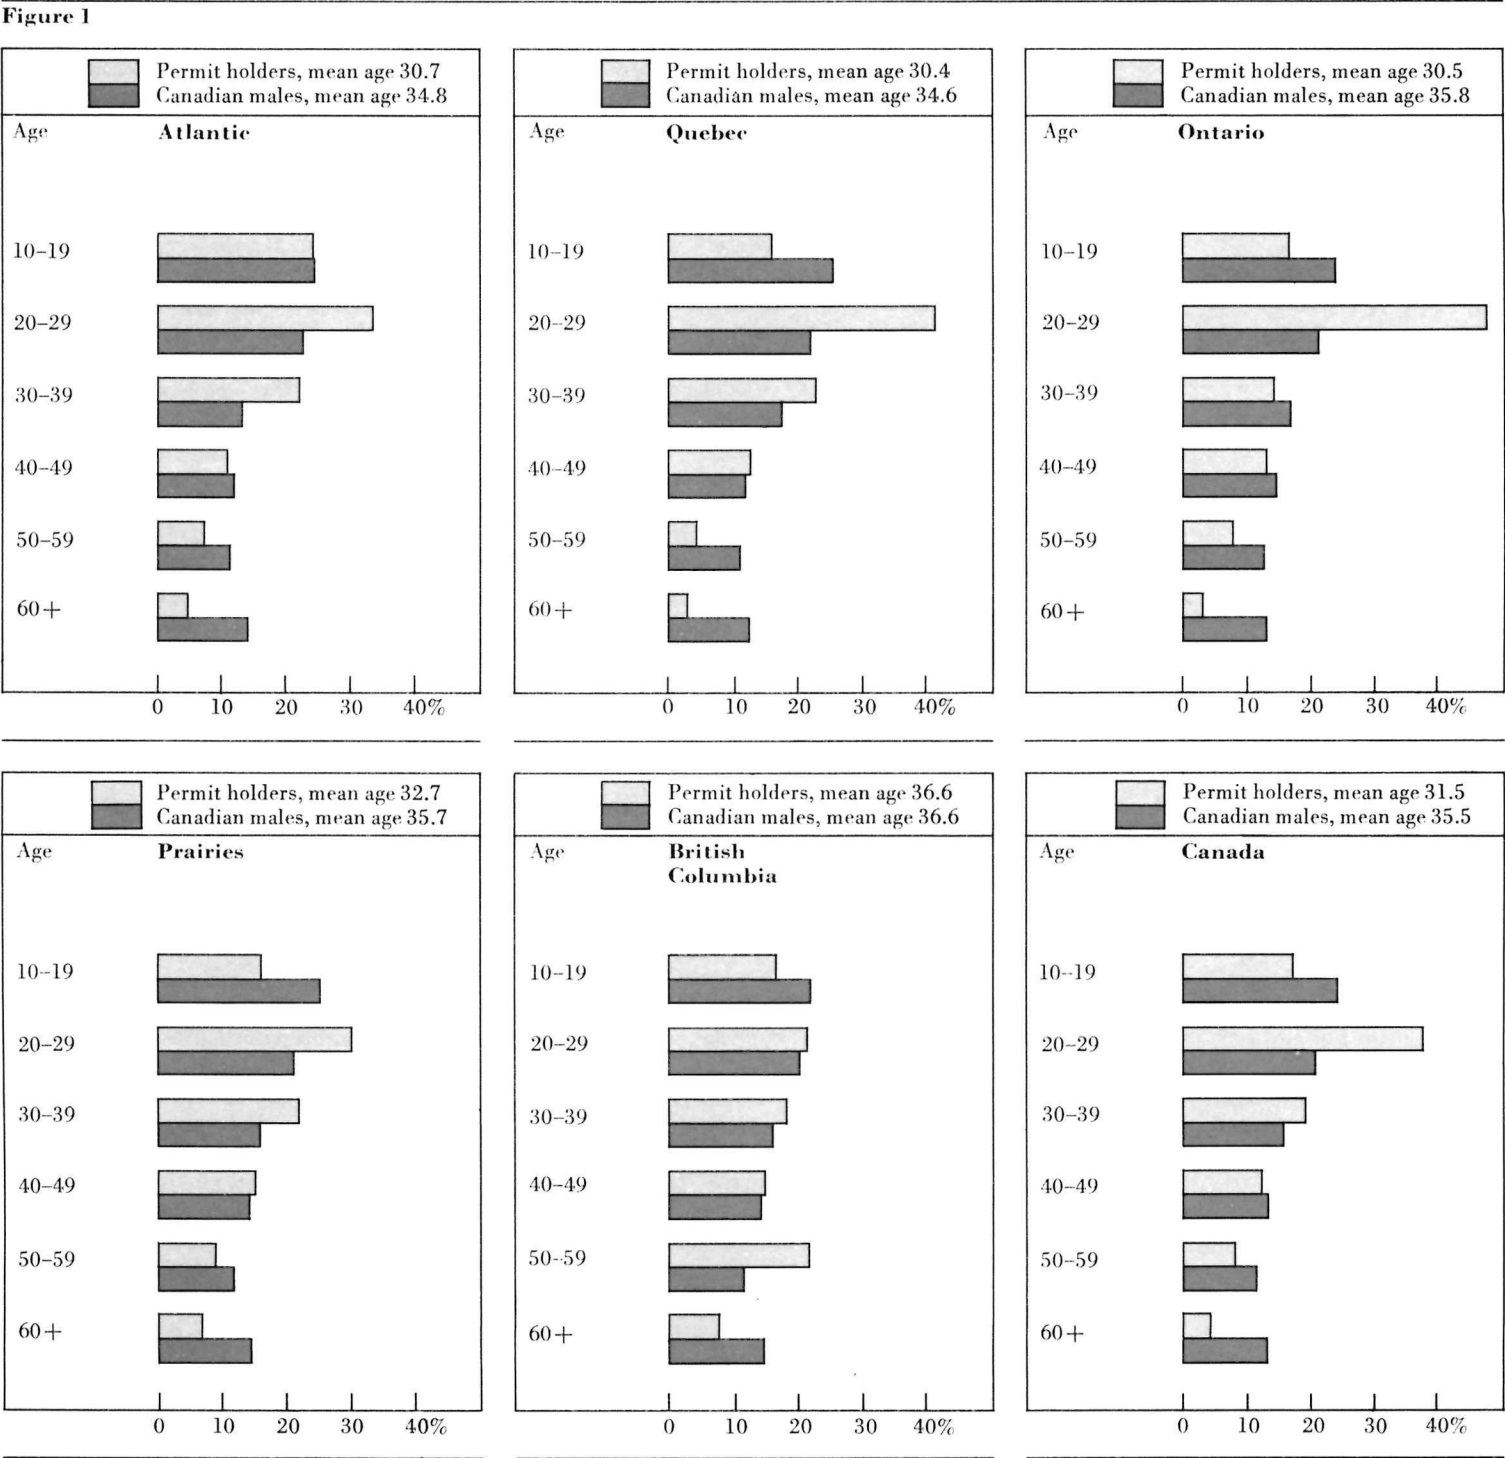 Figure 1
Permit holders, mean age 30.7
Canadian males, mean age 34.8
Age Atlantic
10–19
20–29
30–39
40–49
50–59
60+
0 10 20 30 40%
Permit holders, mean age 30.4
Canadian males, mean age 34.6
Age Quebec
10–19
20–29
30–39
40–49
50–59
60+
0 10 20 30 40%
Permit holders, mean age 30.5
Canadian males, mean age 35.8
Age Ontario
10–19
20–29
30–39
40–49
50–59
60+
0 10 20 30 40%
Permit holders, mean age 32.7
Canadian males, mean age 35.7
Age Prairies
10–19
20–29
30–39
40–49
50–59
60+
0 10 20 30 40%
Permit holders, mean age 36.6
Canadian males, mean age 36.6
Age British
Columbia
10–19
20–29
30–39
40–49
50–59
60+
0 10 20 30 40%
Permit holders, mean age 31.5
Canadian males, mean age 35.5
Age Canada
10–19
20–29
30–39
40–49
50–59
60+
0 10 20 30 40%